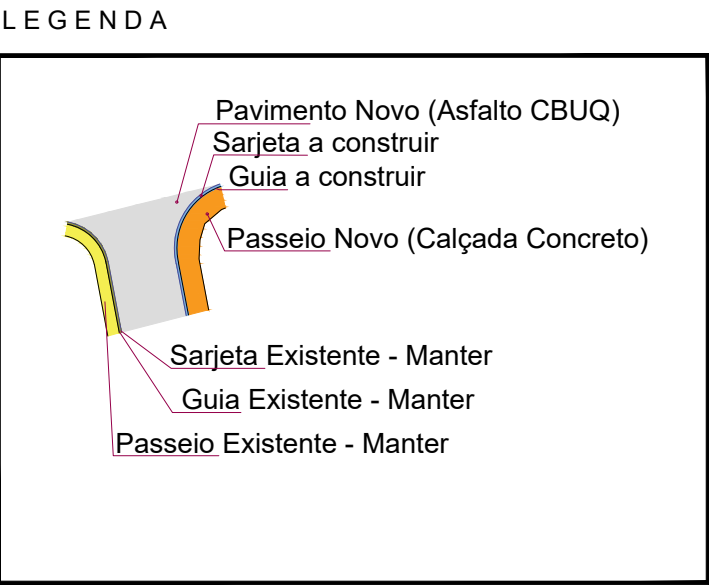 LEGENDA
Pavimento Novo (Asfalto CBUQ)
Sarjeta a construir
Guia a construir
Passeio Novo (Calçada Concreto)
Sarjeta Existente - Manter
Guia Existente - Manter
Passeio Existente - Manter